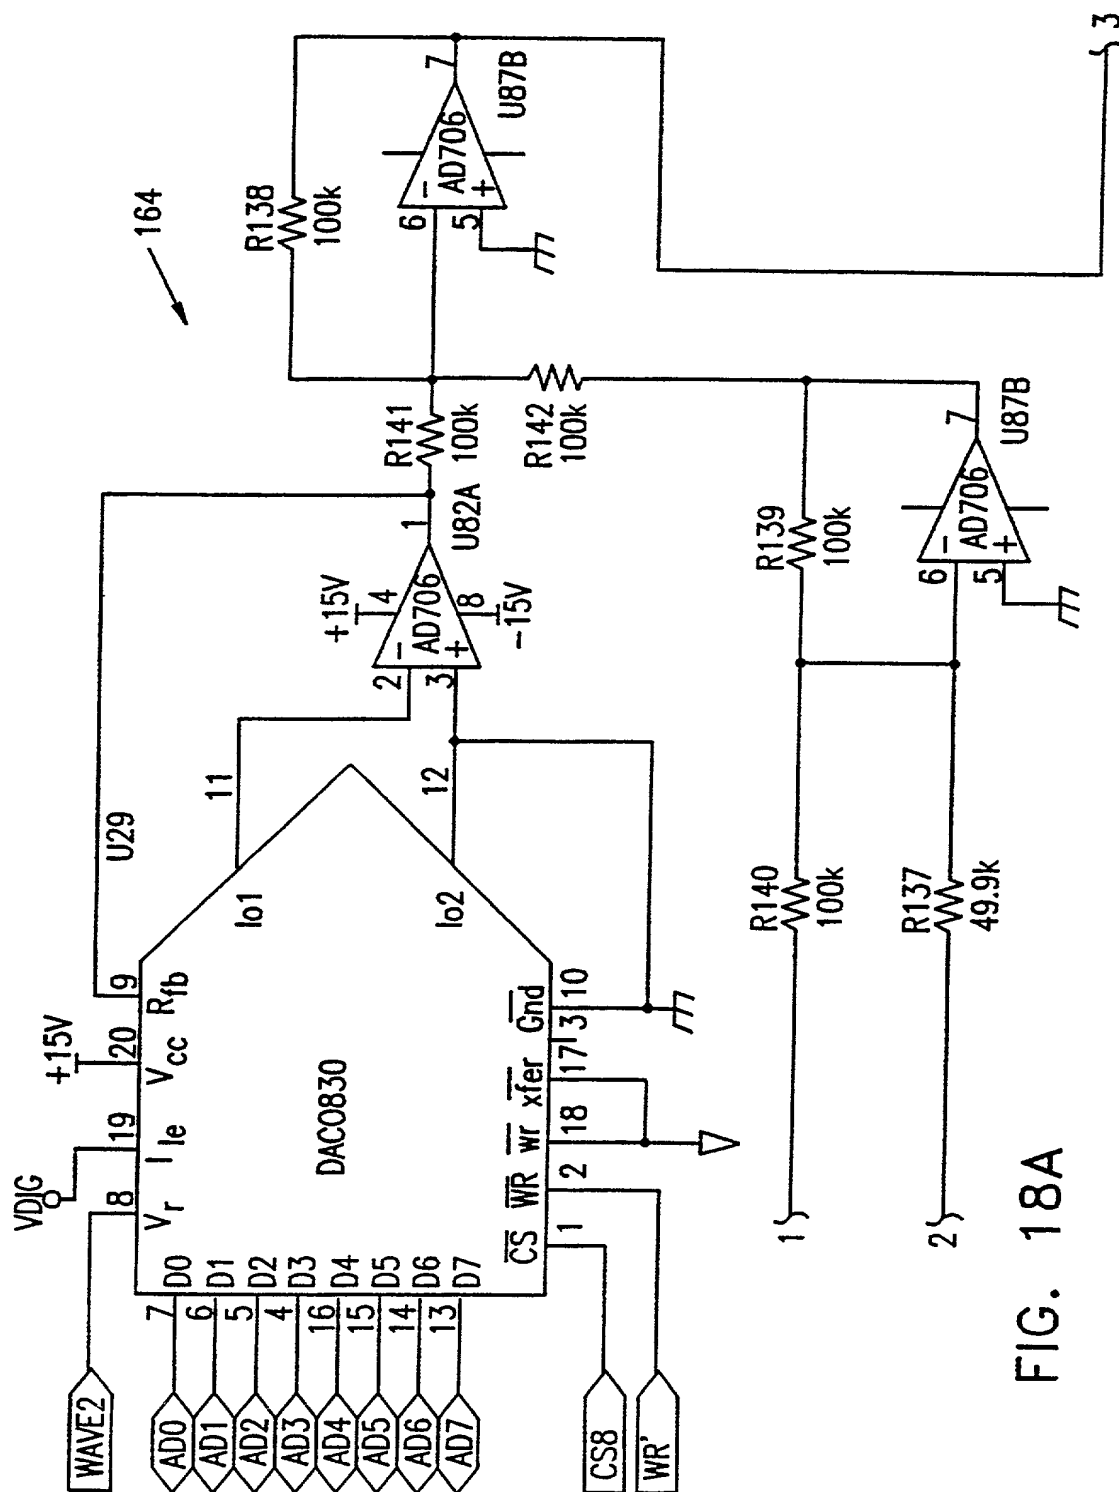 164
R138
100k
7
6
5
−
+
AD706
U87B
3
R141
100k
R142
100k
+15V
4
2
3
−
+
AD706
8
−15V
1
U82A
R139
100k
6
5
−
+
AD706
7
U87B
U29
11
12
Io1
Io2
VDIG
+15V
8
19
20
9
Vr
Ile
Vcc
Rfb
DACO830
WAVE2
AD0 7 D0
AD1 6 D1
AD2 5 D2
AD3 4 D3
AD4 16 D4
AD5 15 D5
AD6 14 D6
AD7 13 D7
CS WR wr xfer Gnd
1 2 18 17 3 10
CS8
WR'
R140
100k
R137
49.9k
1
2
FIG. 18A